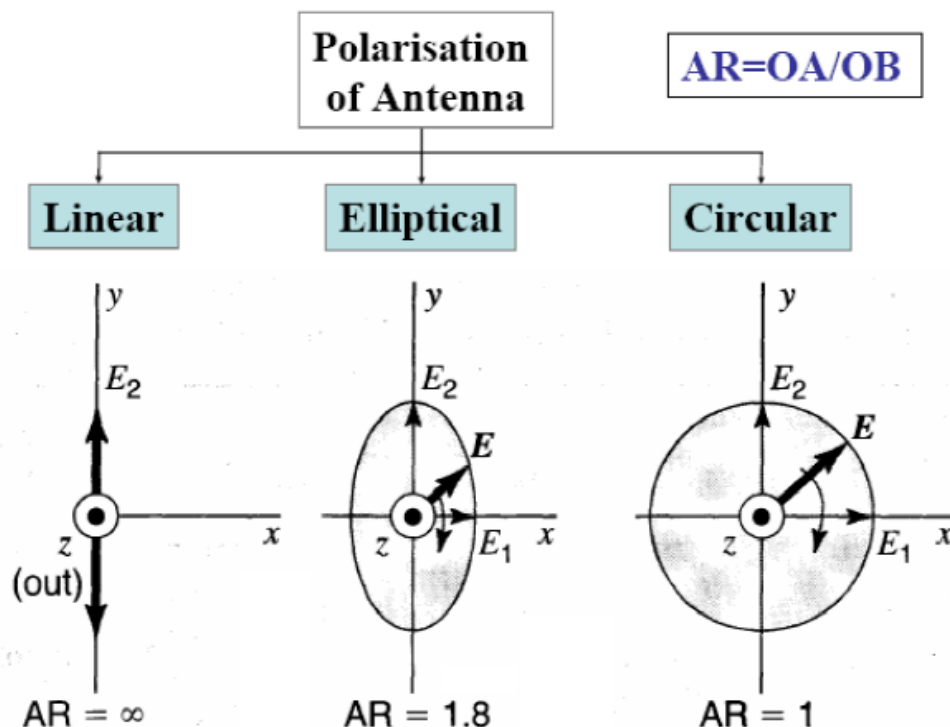 Polarisation
of Antenna
AR=OA/OB
Linear
Elliptical
Circular
y
E2
x
z
(out)
AR = ∞
y
E2
E
z
E1
x
AR = 1.8
y
E2
E
z
E1
x
AR = 1